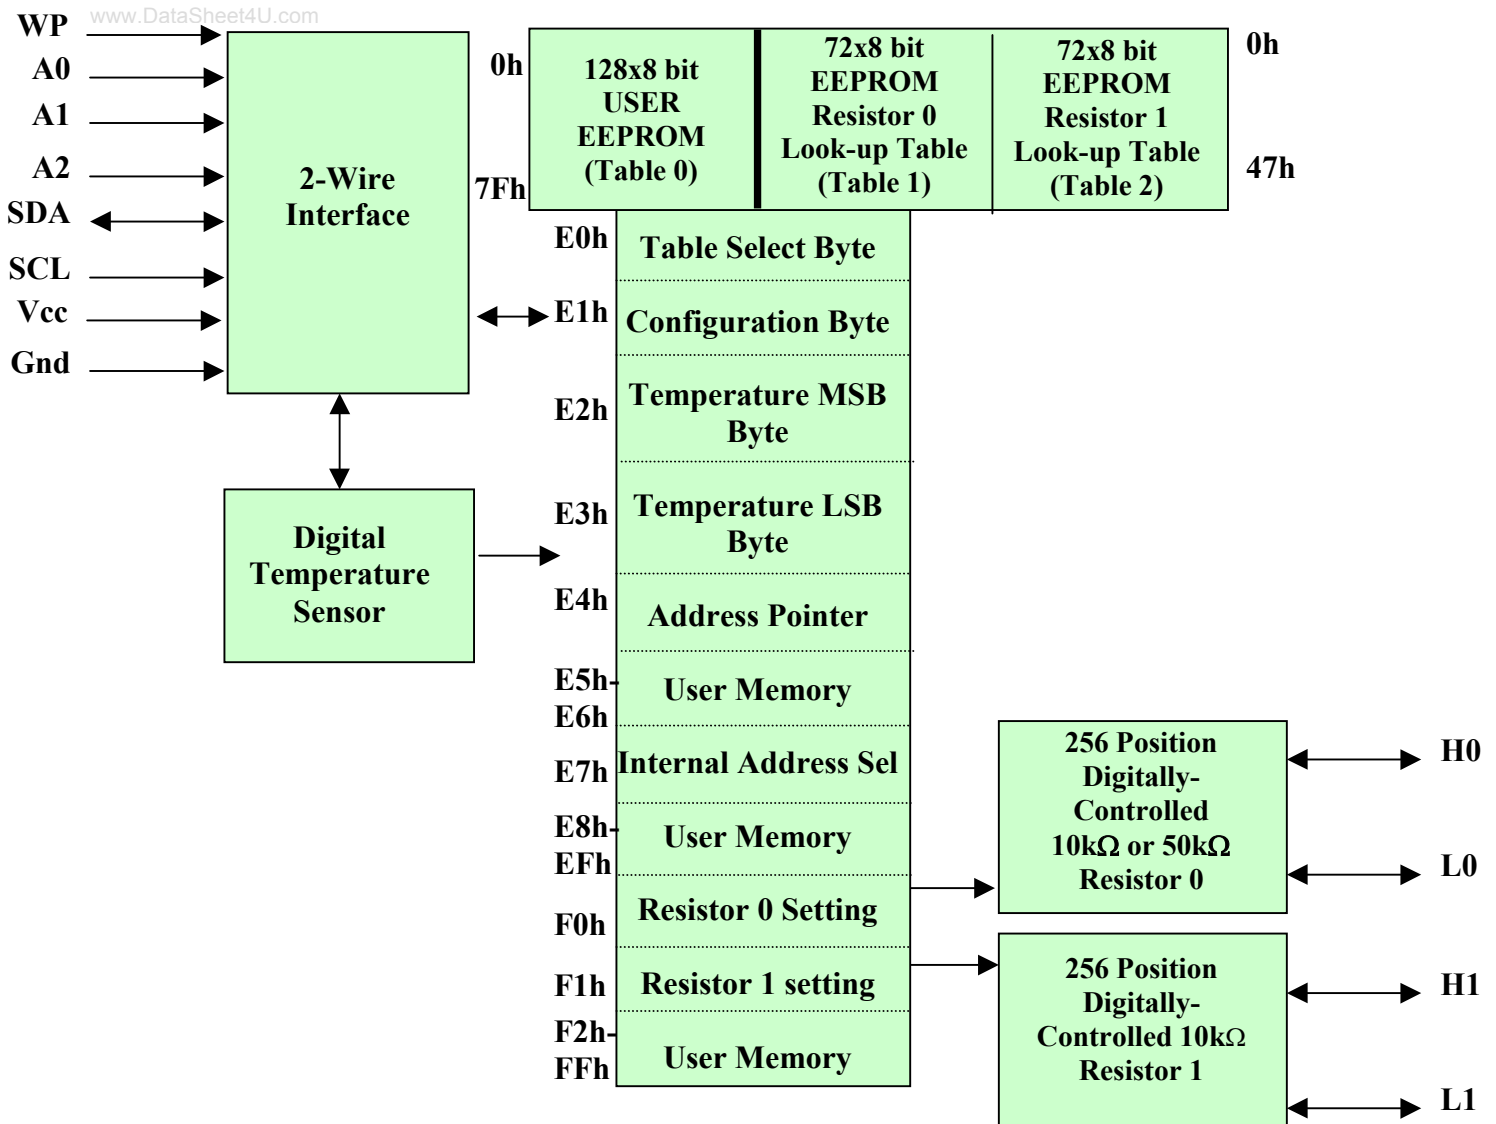 www.DataSheet4U.com
WP
A0
A1
A2
SDA
SCL
Vcc
Gnd
2-Wire
Interface
Digital
Temperature
Sensor
0h
7Fh
128x8 bit
USER
EEPROM
(Table 0)
72x8 bit
EEPROM
Resistor 0
Look-up Table
(Table 1)
72x8 bit
EEPROM
Resistor 1
Look-up Table
(Table 2)
0h
47h
E0h
Table Select Byte
E1h
Configuration Byte
E2h
Temperature MSB
Byte
E3h
Temperature LSB
Byte
E4h
Address Pointer
E5h-
E6h
User Memory
E7h
Internal Address Sel
E8h-
EFh
User Memory
F0h
Resistor 0 Setting
F1h
Resistor 1 setting
F2h-
FFh
User Memory
256 Position
Digitally-
Controlled
10kΩ or 50kΩ
Resistor 0
H0
L0
256 Position
Digitally-
Controlled 10kΩ
Resistor 1
H1
L1